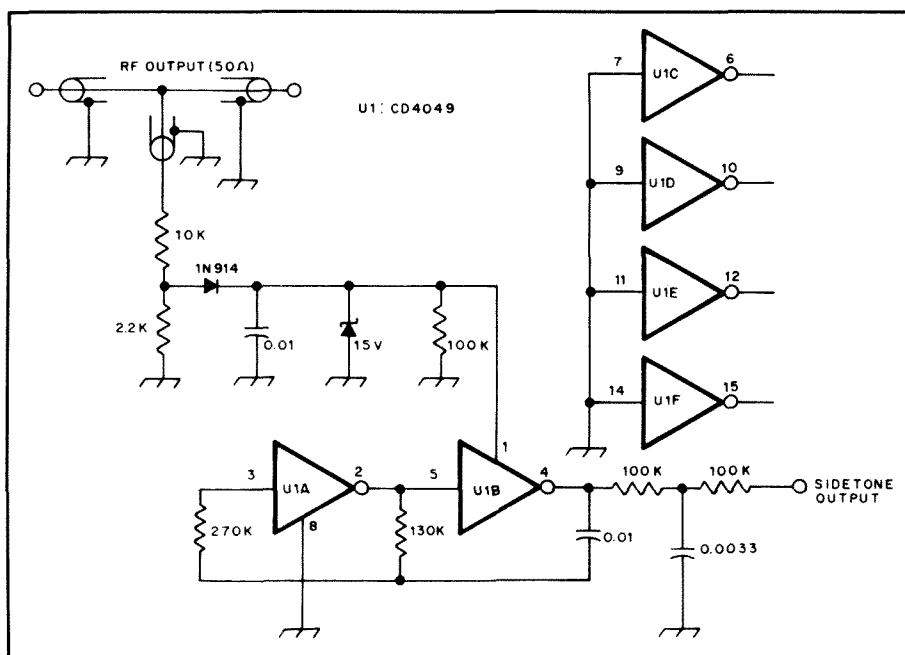 RF OUTPUT (50Ω)
U1: CD4049
7
U1C
6
9
U1D
10
11
U1E
12
14
U1F
15
10K
1N914
2.2K
0.01
15V
100K
1
3
U1A
2
8
5
U1B
4
270K
130K
0.01
100K
100K
0.0033
SIDETONE
OUTPUT